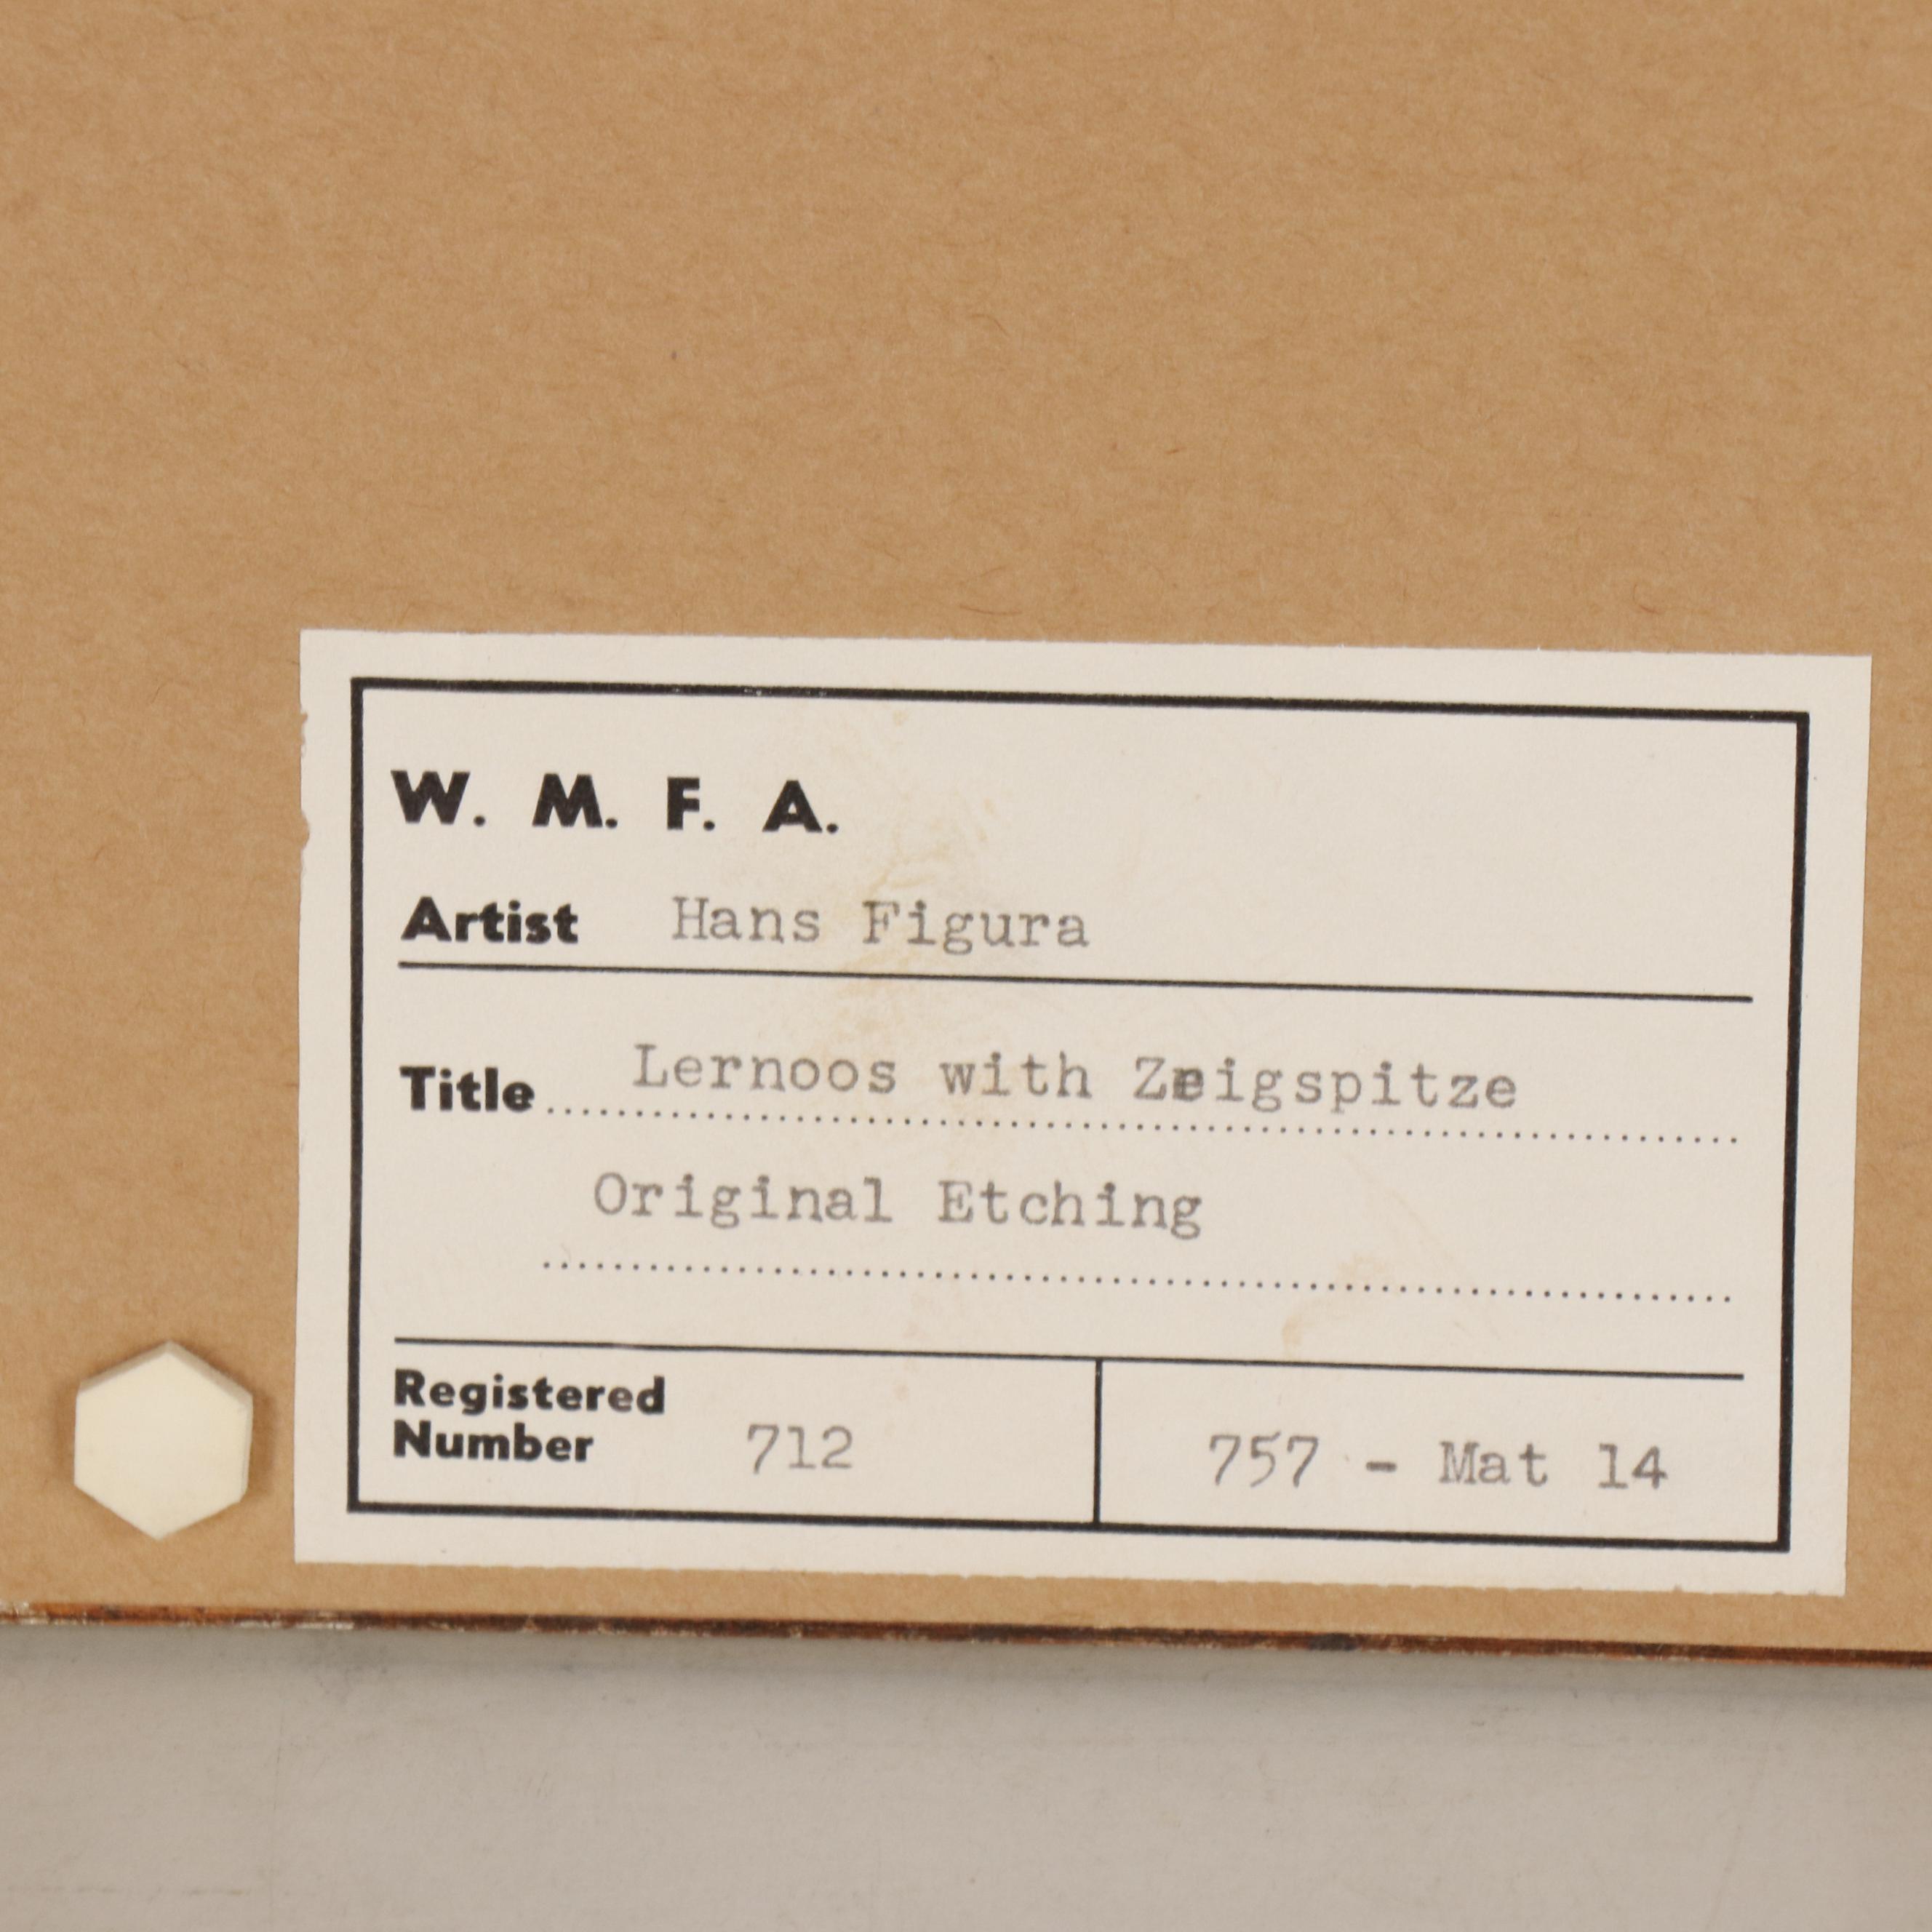 W. M. F. A.
Artist Hans Figura
Title Lernoos with Zeigspitze
Original Etching
Registered
Number 712
757 - Mat 14